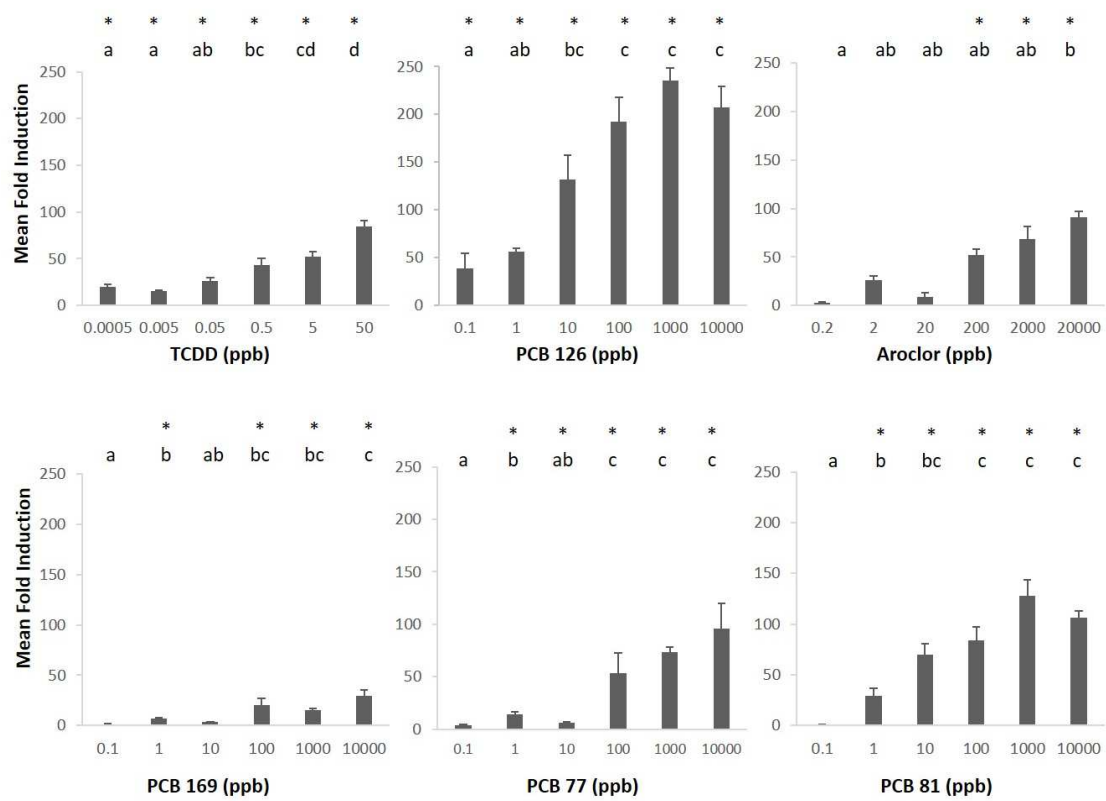 * * * * * *
a a ab bc cd d
250
200
150
100
50
0
Mean Fold Induction
0.0005 0.005 0.05 0.5 5 50
TCDD (ppb)
* * * * * *
a ab bc c c c
250
200
150
100
50
0
0.1 1 10 100 1000 10000
PCB 126 (ppb)
* * *
a ab ab ab ab b
250
200
150
100
50
0
0.2 2 20 200 2000 20000
Aroclor (ppb)
* * * *
a b ab bc bc c
250
200
150
100
50
0
Mean Fold Induction
0.1 1 10 100 1000 10000
PCB 169 (ppb)
* * * * *
a b ab c c c
250
200
150
100
50
0
0.1 1 10 100 1000 10000
PCB 77 (ppb)
* * * * *
a b bc c c c
250
200
150
100
50
0
0.1 1 10 100 1000 10000
PCB 81 (ppb)